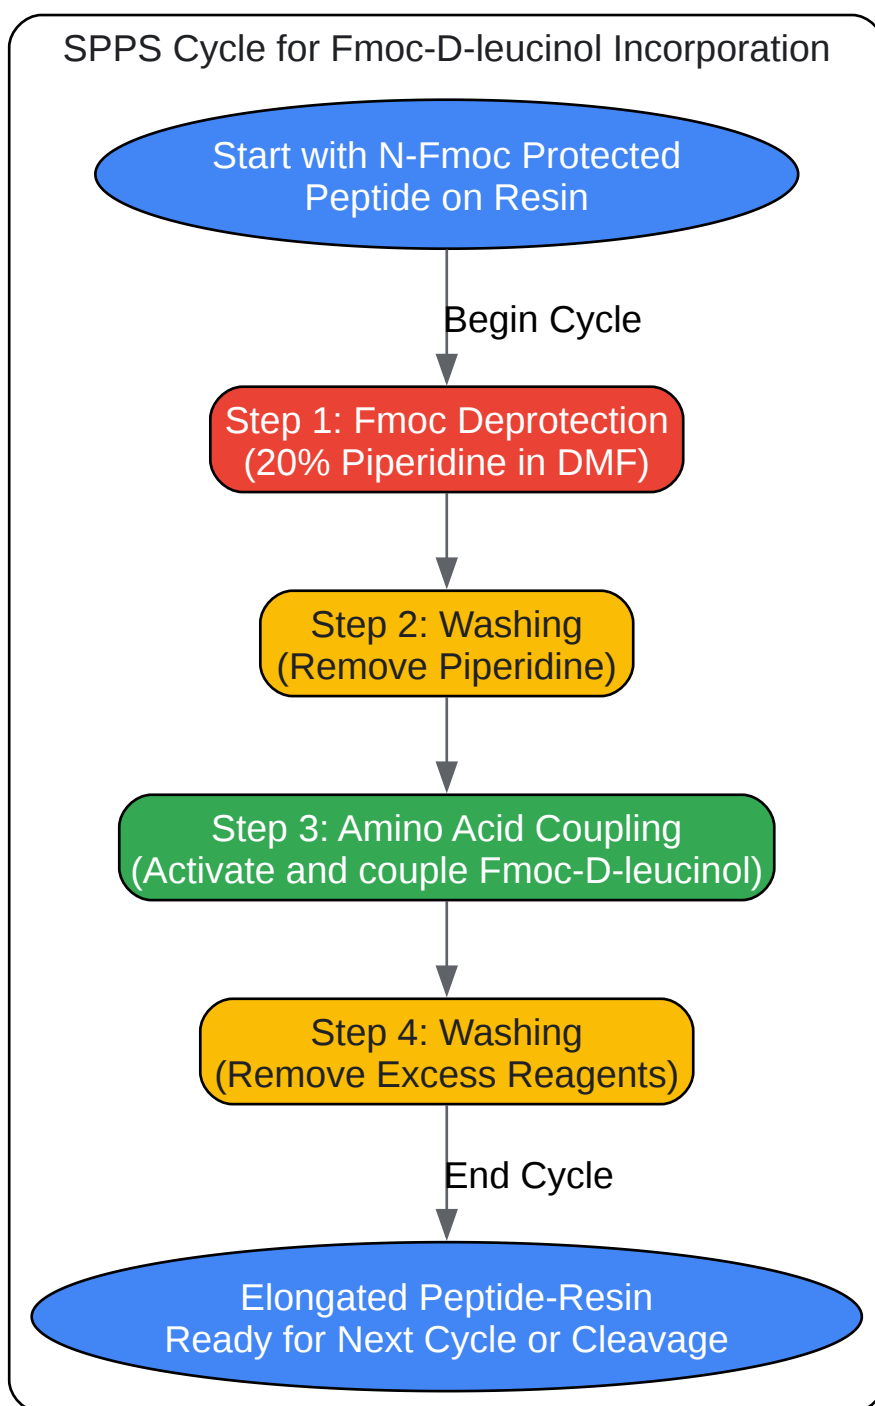 SPPS Cycle for Fmoc-D-leucinol Incorporation
Start with N-Fmoc Protected
Peptide on Resin
Begin Cycle
Step 1: Fmoc Deprotection
(20% Piperidine in DMF)
Step 2: Washing
(Remove Piperidine)
Step 3: Amino Acid Coupling
(Activate and couple Fmoc-D-leucinol)
Step 4: Washing
(Remove Excess Reagents)
End Cycle
Elongated Peptide-Resin
Ready for Next Cycle or Cleavage